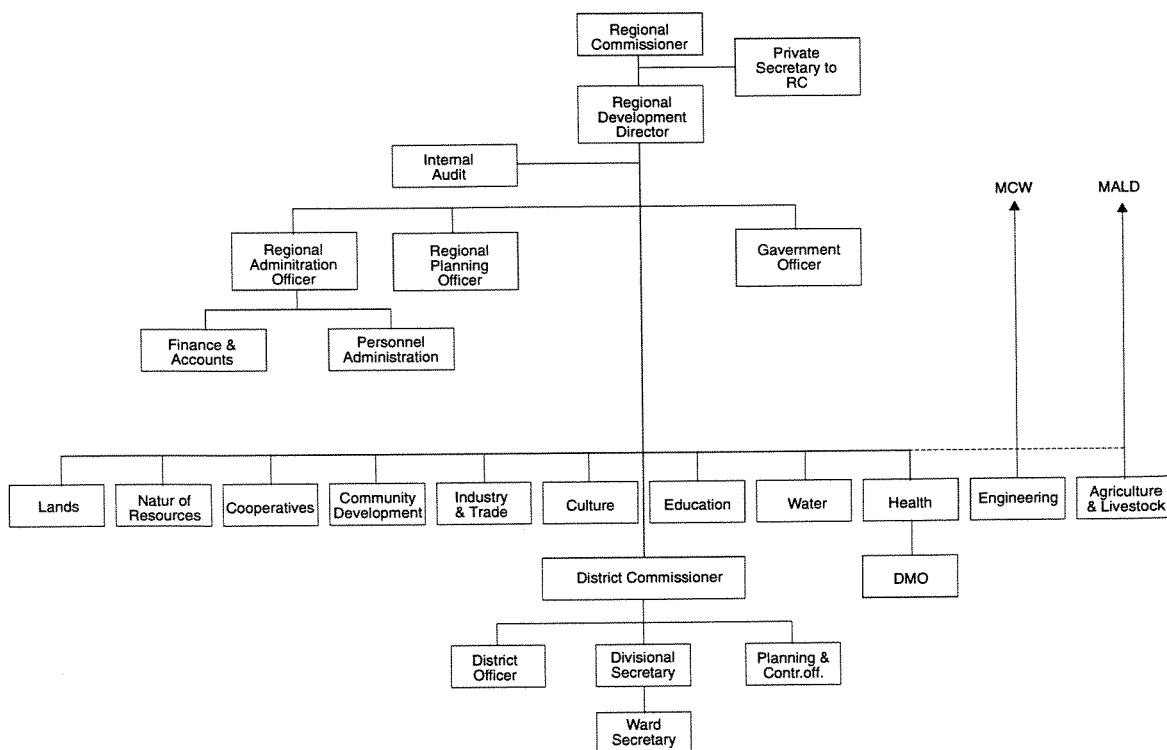 Regional
Commissioner
Private
Secretary to
RC
Regional
Development
Director
Internal
Audit
MCW
MALD
Regional
Adminitration
Officer
Regional
Planning
Officer
Gavernment
Officer
Finance &
Accounts
Personnel
Administration
Lands
Natur of
Resources
Cooperatives
Community
Development
Industry
& Trade
Culture
Education
Water
Health
Engineering
Agriculture
& Livestock
District Commissioner
DMO
District
Officer
Divisional
Secretary
Planning &
Contr.off.
Ward
Secretary